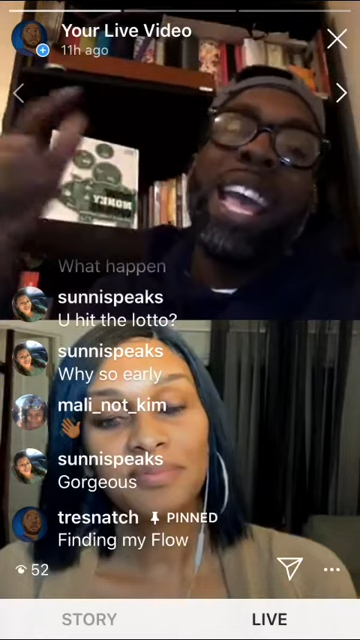 Your Live Video
11h ago
What happen
sunnispeaks
U hit the lotto?
sunnispeaks
Why so early
mali_not_kim
👋🏾
sunnispeaks
Gorgeous
tresnatch PINNED
Finding my Flow
52
STORY LIVE